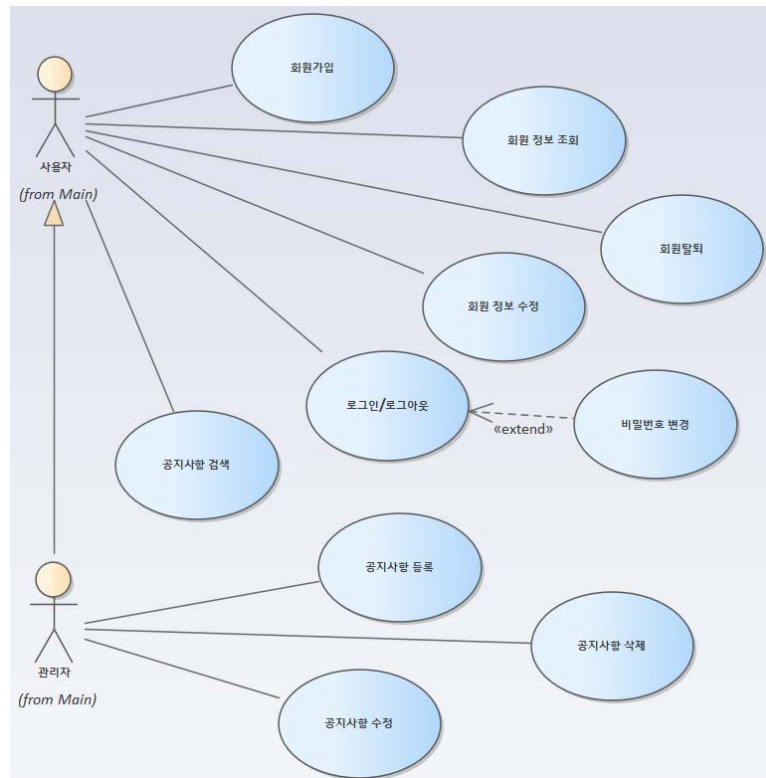 회원가입
회원 정보 조회
사용자
(from Main)
회원탈퇴
회원 정보 수정
로그인/로그아웃
«extend»
비밀번호 변경
공지사항 검색
공지사항 등록
공지사항 삭제
관리자
(from Main)
공지사항 수정